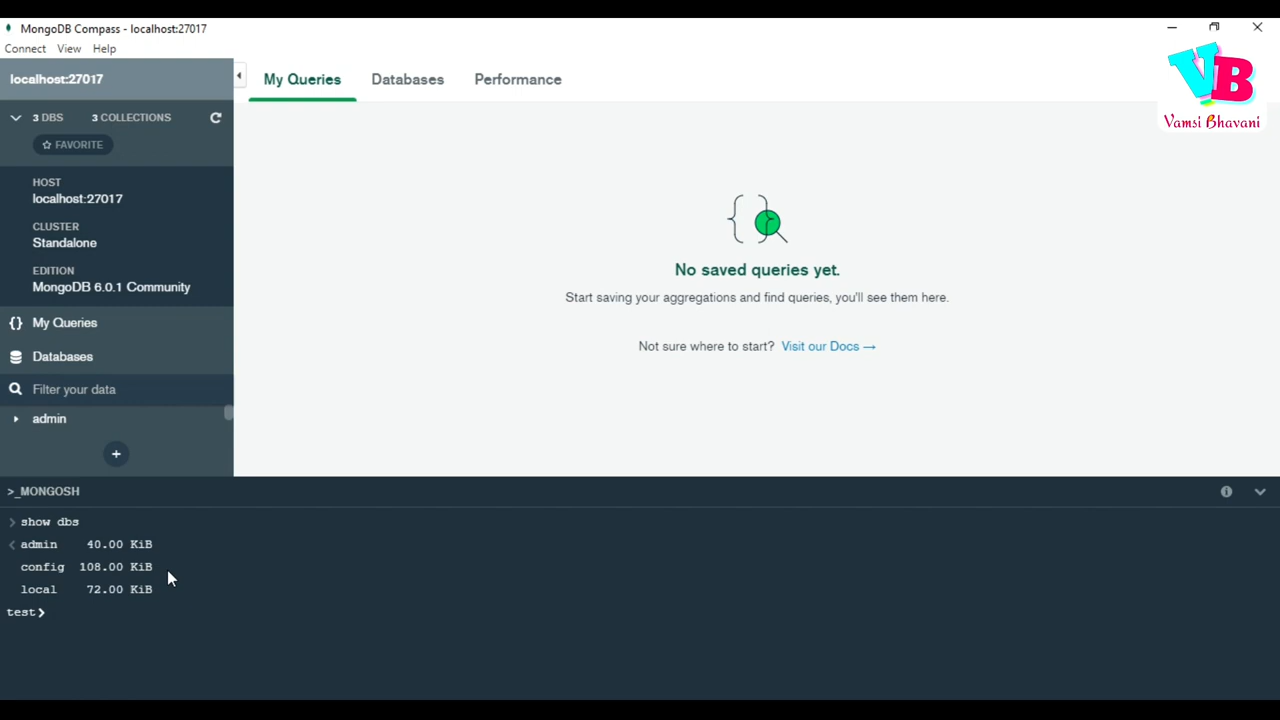 MongoDB Compass - localhost:27017
Connect View Help
localhost:27017
My Queries Databases Performance
3 DBS 3 COLLECTIONS
FAVORITE
HOST
localhost:27017
CLUSTER
Standalone
EDITION
MongoDB 6.0.1 Community
{} My Queries
Databases
Filter your data
admin
+
VB
Vamsi Bhavani
{ }
No saved queries yet.
Start saving your aggregations and find queries, you'll see them here.
Not sure where to start? Visit our Docs →
>_MONGOSH
> show dbs
< admin 40.00 KiB
config 108.00 KiB
local 72.00 KiB
test>